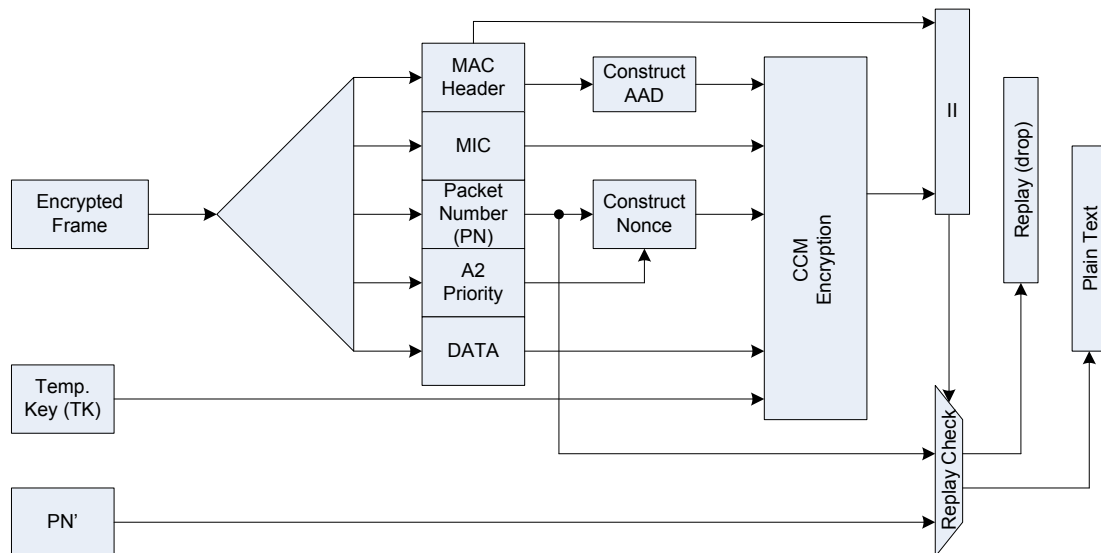 Encrypted
Frame
Temp.
Key (TK)
PN’
MAC
Header
MIC
Packet
Number
(PN)
A2
Priority
DATA
Construct
AAD
Construct
Nonce
CCM
Encryption
II
Replay Check
Replay (drop)
Plain Text